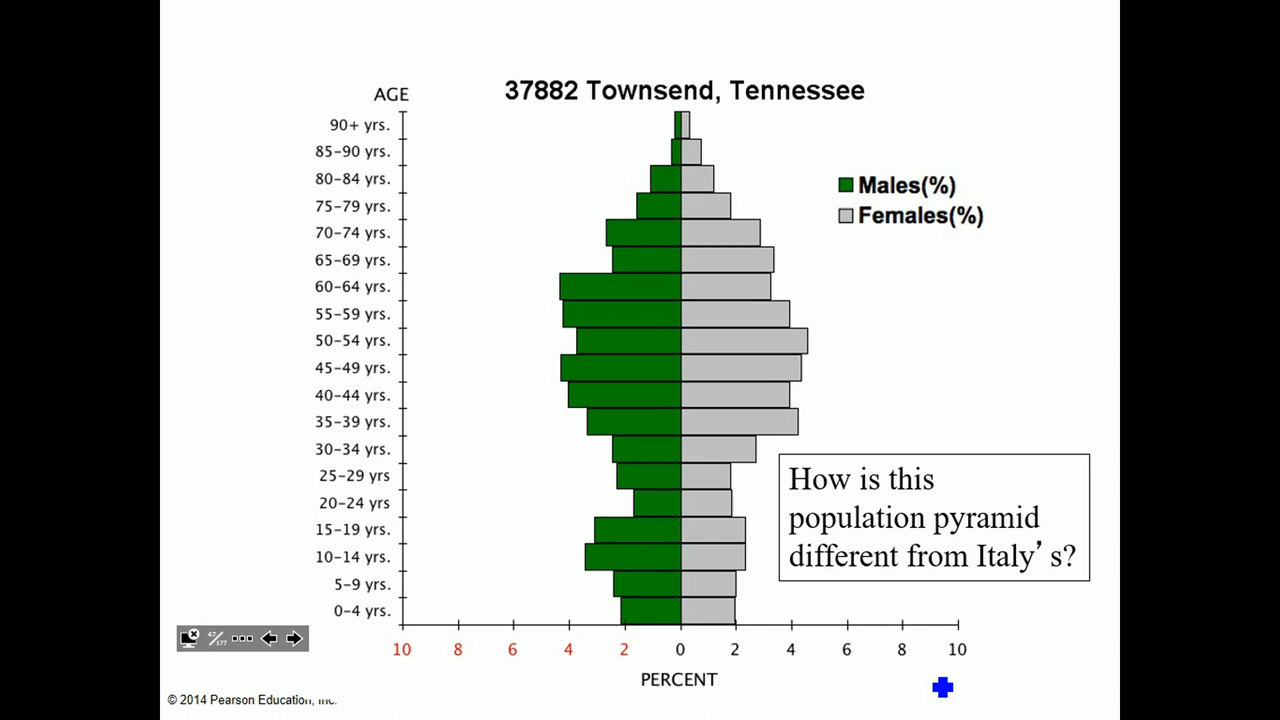 37882 Townsend, Tennessee
AGE
90+ yrs.
85-90 yrs.
80-84 yrs.
75-79 yrs.
70-74 yrs.
65-69 yrs.
60-64 yrs.
55-59 yrs.
50-54 yrs.
45-49 yrs.
40-44 yrs.
35-39 yrs.
30-34 yrs.
25-29 yrs
20-24 yrs
15-19 yrs.
10-14 yrs.
5-9 yrs.
0-4 yrs.
Males(%)
Females(%)
How is this
population pyramid
different from Italy’ s?
10 8 6 4 2 0 2 4 6 8 10
PERCENT
© 2014 Pearson Education, Inc.